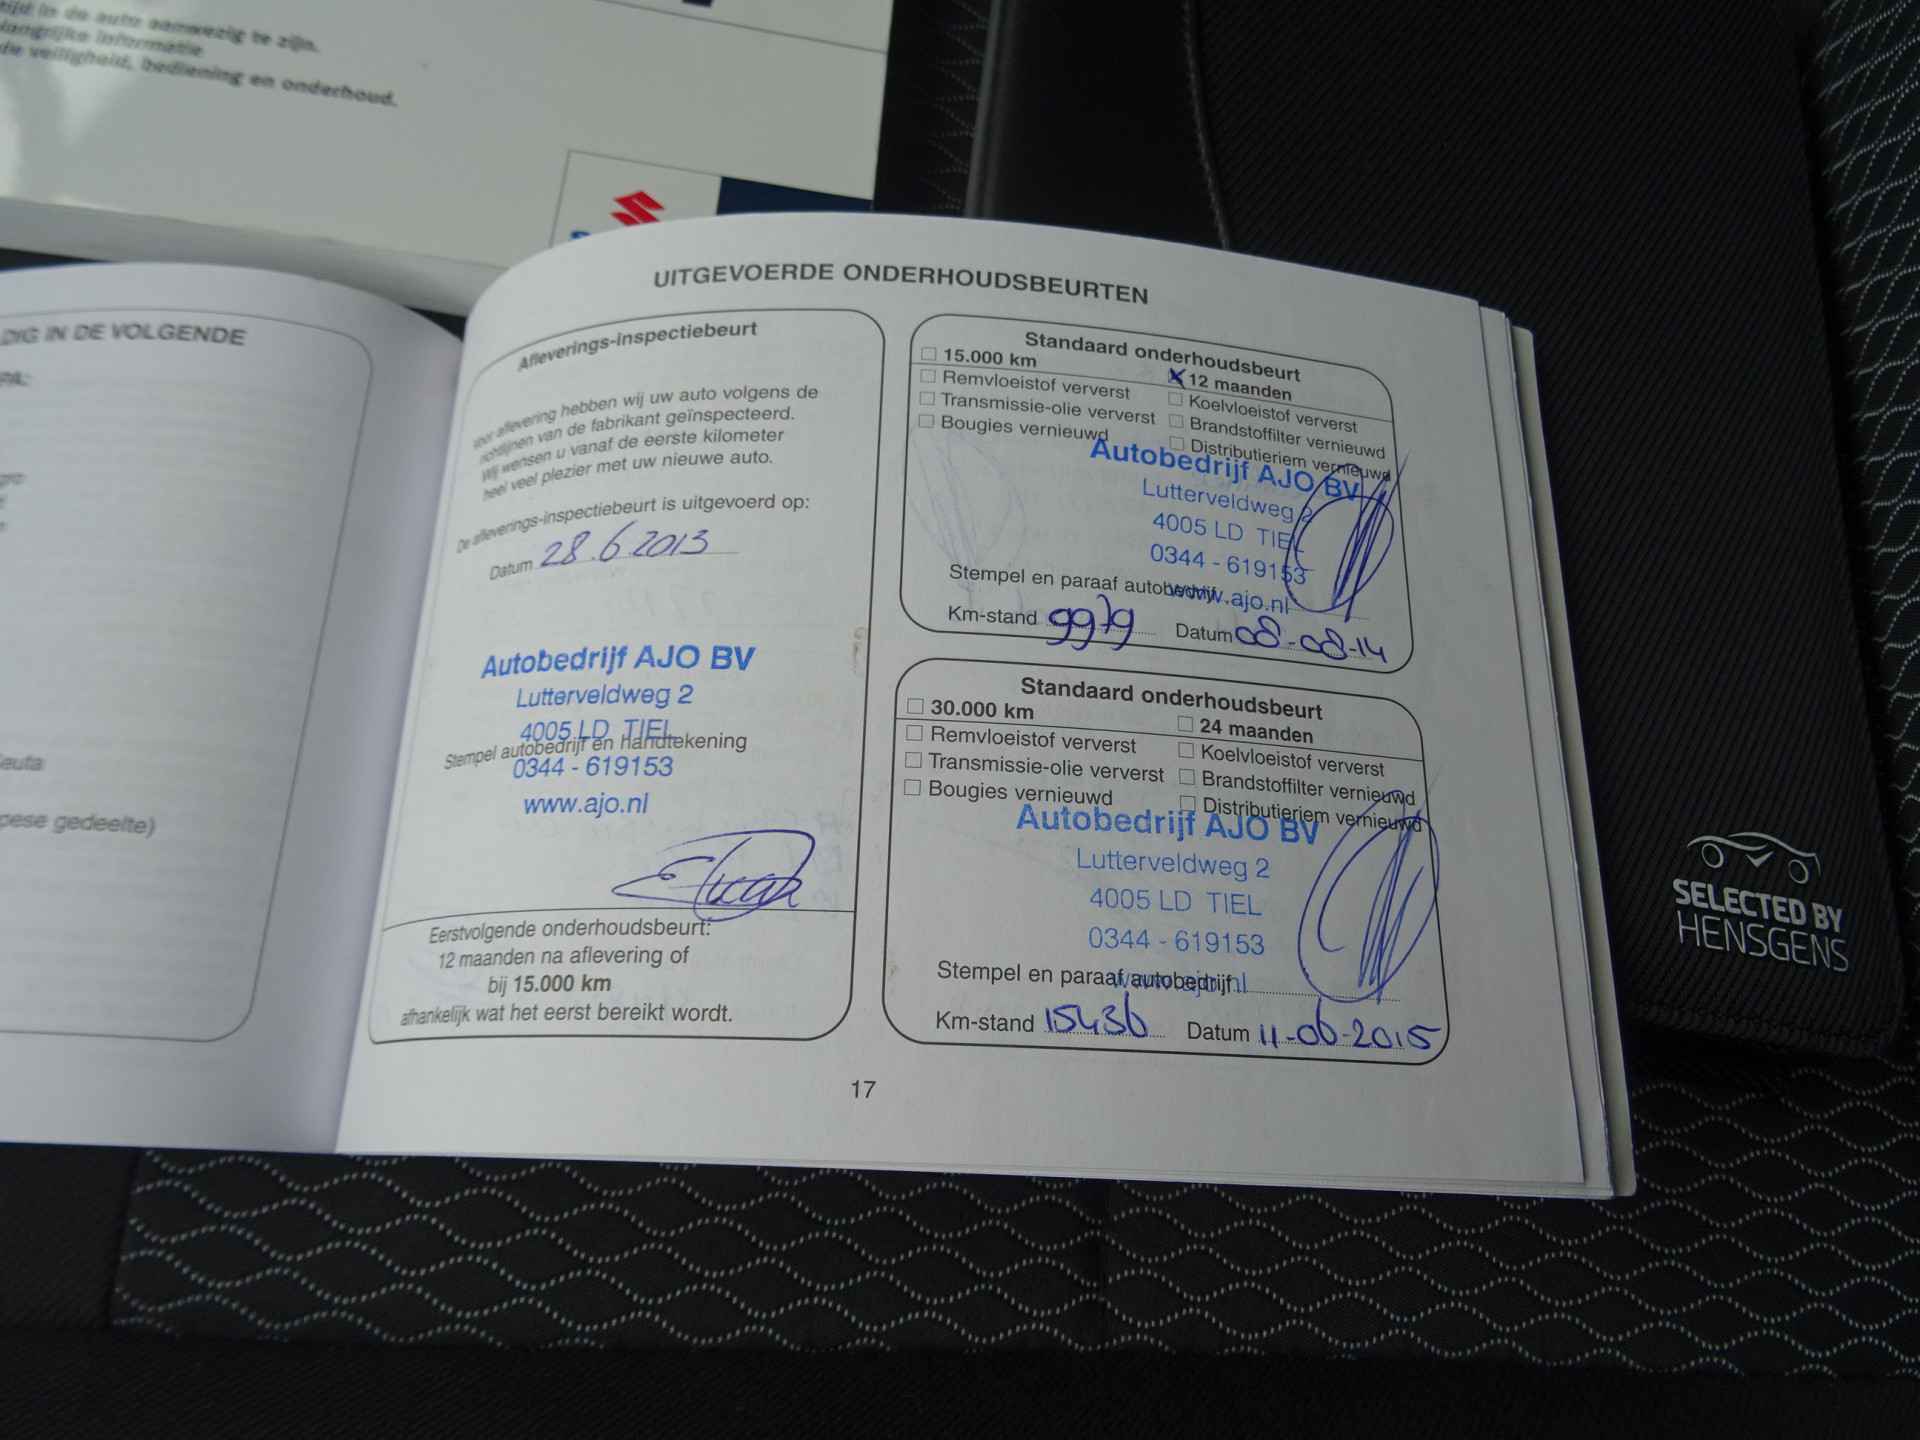 tijd in de auto aanwezig te zijn.
langrijke informatie
de veiligheid, bediening en onderhoud.
DIG IN DE VOLGENDE
pese gedeelte)
UITGEVOERDE ONDERHOUDSBEURTEN
Afleverings-inspectiebeurt
Voor aflevering hebben wij uw auto volgens de
richtlijnen van de fabrikant geïnspecteerd.
Wij wensen u vanaf de eerste kilometer
heel veel plezier met uw nieuwe auto.
De afleverings-inspectiebeurt is uitgevoerd op:
Datum 28.6.2013
Autobedrijf AJO BV
Lutterveldweg 2
4005 LD TIEL
Stempel autobedrijf en handtekening
0344 - 619153
www.ajo.nl
Eerstvolgende onderhoudsbeurt:
12 maanden na aflevering of
bij 15.000 km
afhankelijk wat het eerst bereikt wordt.
Standaard onderhoudsbeurt
☐ 15.000 km ☒ 12 maanden
☐ Remvloeistof ververst ☐ Koelvloeistof ververst
☐ Transmissie-olie ververst ☐ Brandstoffilter vernieuwd
☐ Bougies vernieuwd ☐ Distributieriem vernieuwd
Autobedrijf AJO BV
Lutterveldweg 2
4005 LD TIEL
0344 - 619153
Stempel en paraaf autobedrijf
www.ajo.nl
Km-stand 9979 Datum 08-08-14
Standaard onderhoudsbeurt
☐ 30.000 km ☐ 24 maanden
☐ Remvloeistof ververst ☐ Koelvloeistof ververst
☐ Transmissie-olie ververst ☐ Brandstoffilter vernieuwd
☐ Bougies vernieuwd ☐ Distributieriem vernieuwd
Autobedrijf AJO BV
Lutterveldweg 2
4005 LD TIEL
0344 - 619153
Stempel en paraaf autobedrijf
www.ajo.nl
Km-stand 15436 Datum 11-06-2015
17
SELECTED BY
HENSGENS